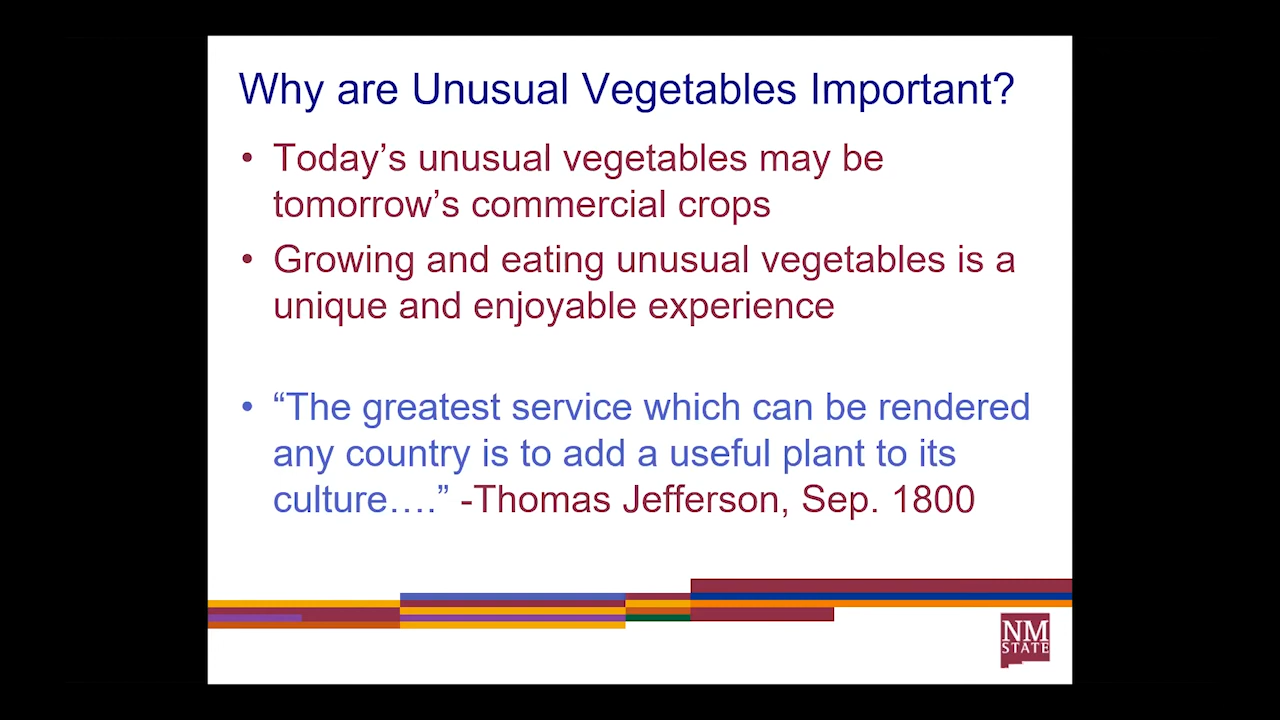 Why are Unusual Vegetables Important?
• Today’s unusual vegetables may be
tomorrow’s commercial crops
• Growing and eating unusual vegetables is a
unique and enjoyable experience
• “The greatest service which can be rendered
any country is to add a useful plant to its
culture….” -Thomas Jefferson, Sep. 1800
NM
STATE